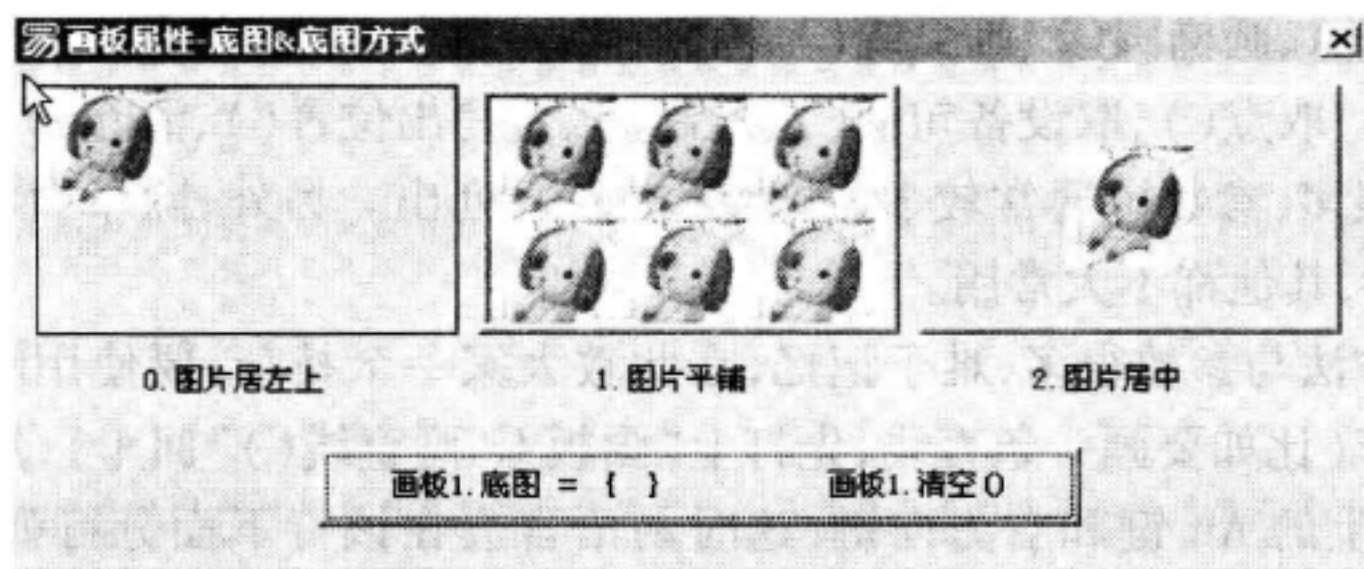 画板属性-底图&底图方式
0.图片居左上
1.图片平铺
2.图片居中
画板1.底图 = { } 画板1.清空()